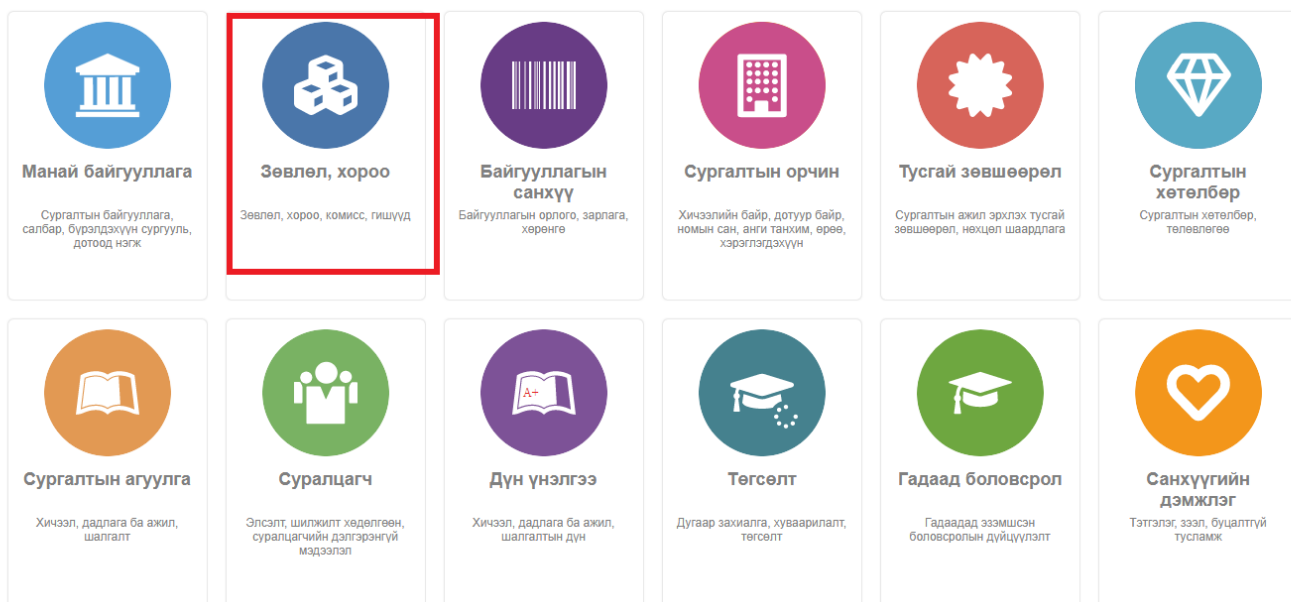 Манай байгууллага
Сургалтын байгууллага,
салбар, бүрэлдэхүүн сургууль,
дотоод нэгж
Зөвлөл, хороо
Зөвлөл, хороо, комисс, гишүүд
Байгууллагын
санхүү
Байгууллагын орлого, зарлага,
хөрөнгө
Сургалтын орчин
Хичээлийн байр, дотуур байр,
номын сан, анги танхим, өрөө,
хэрэглэгдэхүүн
Тусгай зөвшөөрөл
Сургалтын ажил эрхлэх тусгай
зөвшөөрөл, нөхцөл шаардлага
Сургалтын
хөтөлбөр
Сургалтын хөтөлбөр,
төлөвлөгөө
Сургалтын агуулга
Хичээл, дадлага ба ажил,
шалгалт
Суралцагч
Элсэлт, шилжилт хөдөлгөөн,
суралцагчийн дэлгэрэнгүй
мэдээлэл
A+
Дүн үнэлгээ
Хичээл, дадлага ба ажил,
шалгалтын дүн
Төгсөлт
Дугаар захиалга, хуваарилалт,
төгсөлт
Гадаад боловсрол
Гадаадад эзэмшсэн
боловсролын дүйцүүлэлт
Санхүүгийн
дэмжлэг
Тэтгэлэг, зээл, буцалтгүй
тусламж